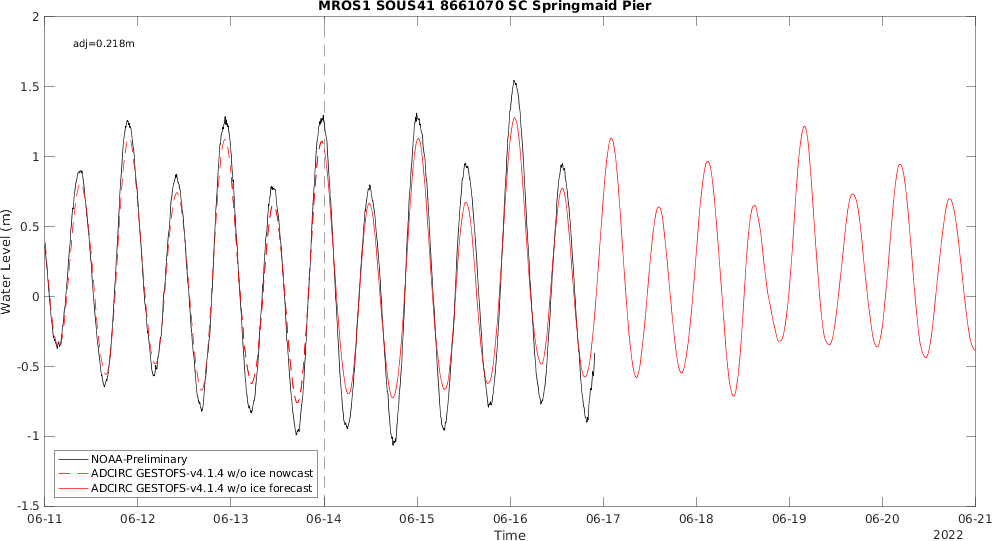 MROS1 SOUS41 8661070 SC Springmaid Pier
adj=0.218m
2
1.5
1
0.5
0
-0.5
-1
-1.5
Water Level (m)
NOAA-Preliminary
ADCIRC GESTOFS-v4.1.4 w/o ice nowcast
ADCIRC GESTOFS-v4.1.4 w/o ice forecast
06-11 06-12 06-13 06-14 06-15 06-16 06-17 06-18 06-19 06-20 06-21
Time
2022